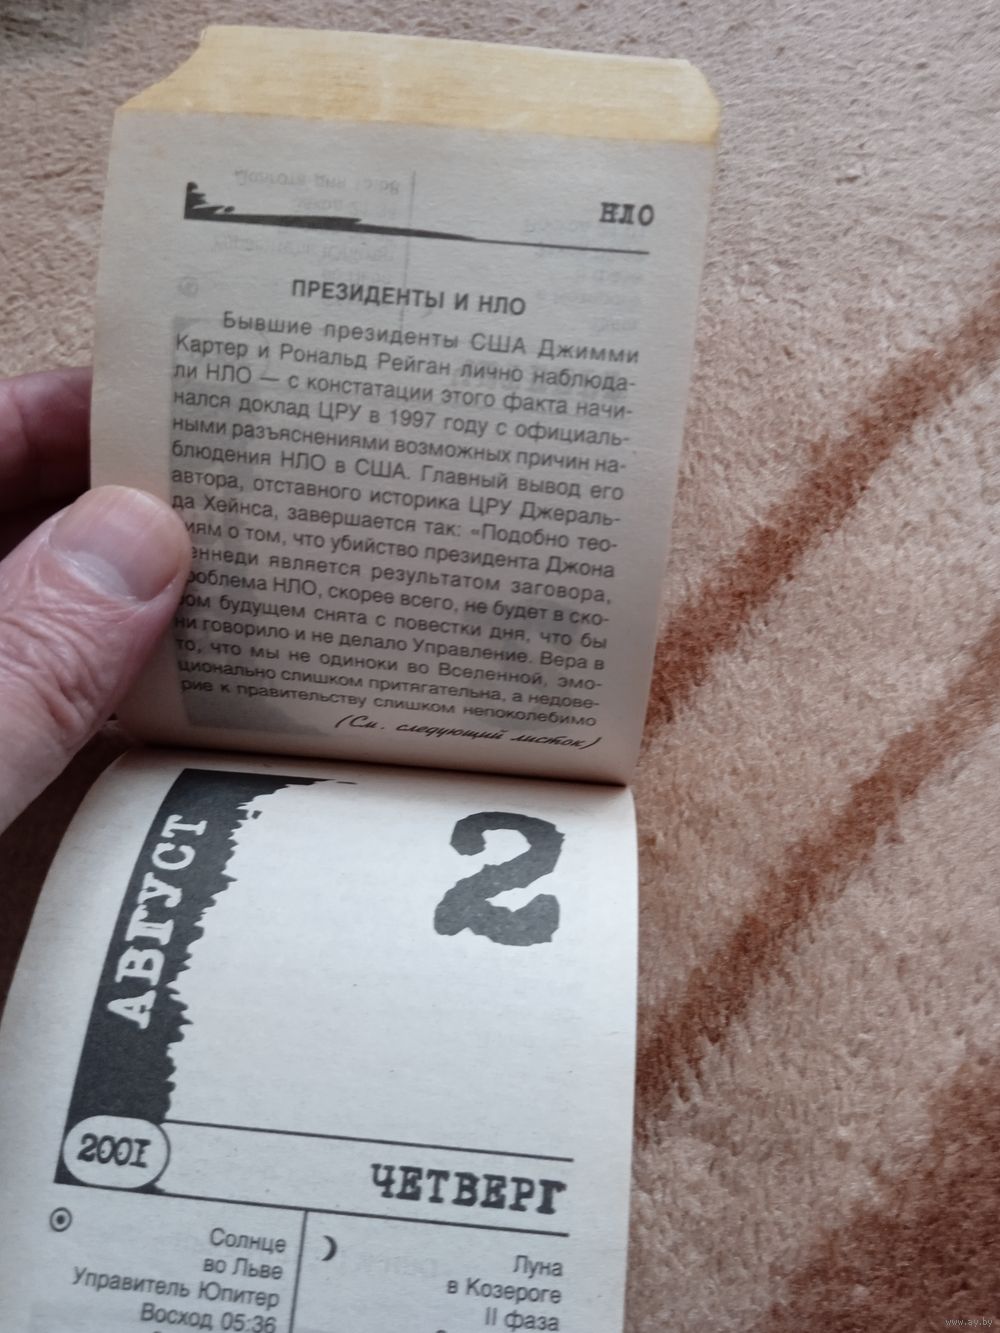 НЛО
ПРЕЗИДЕНТЫ И НЛО
Бывшие президенты США Джимми
Картер и Рональд Рейган лично наблюда-
ли НЛО — с констатации этого факта начи-
нался доклад ЦРУ в 1997 году с официаль-
ными разъяснениями возможных причин на-
блюдения НЛО в США. Главный вывод его
автора, отставного историка ЦРУ Джераль-
да Хейнса, завершается так: «Подобно тео-
иям о том, что убийство президента Джона
еннеди является результатом заговора,
роблема НЛО, скорее всего, не будет в ско-
ром будущем снята с повестки дня, что бы
ни говорило и не делало Управление. Вера в
то, что мы не одиноки во Вселенной, эмо-
ционально слишком притягательна, а недове-
рие к правительству слишком непоколебимо
(См. следующий листок)
АВГУСТ
2
2001
ЧЕТВЕРГ
Солнце
во Льве
Управитель Юпитер
Восход 05:36
Луна
в Козероге
II фаза
www.ay.by